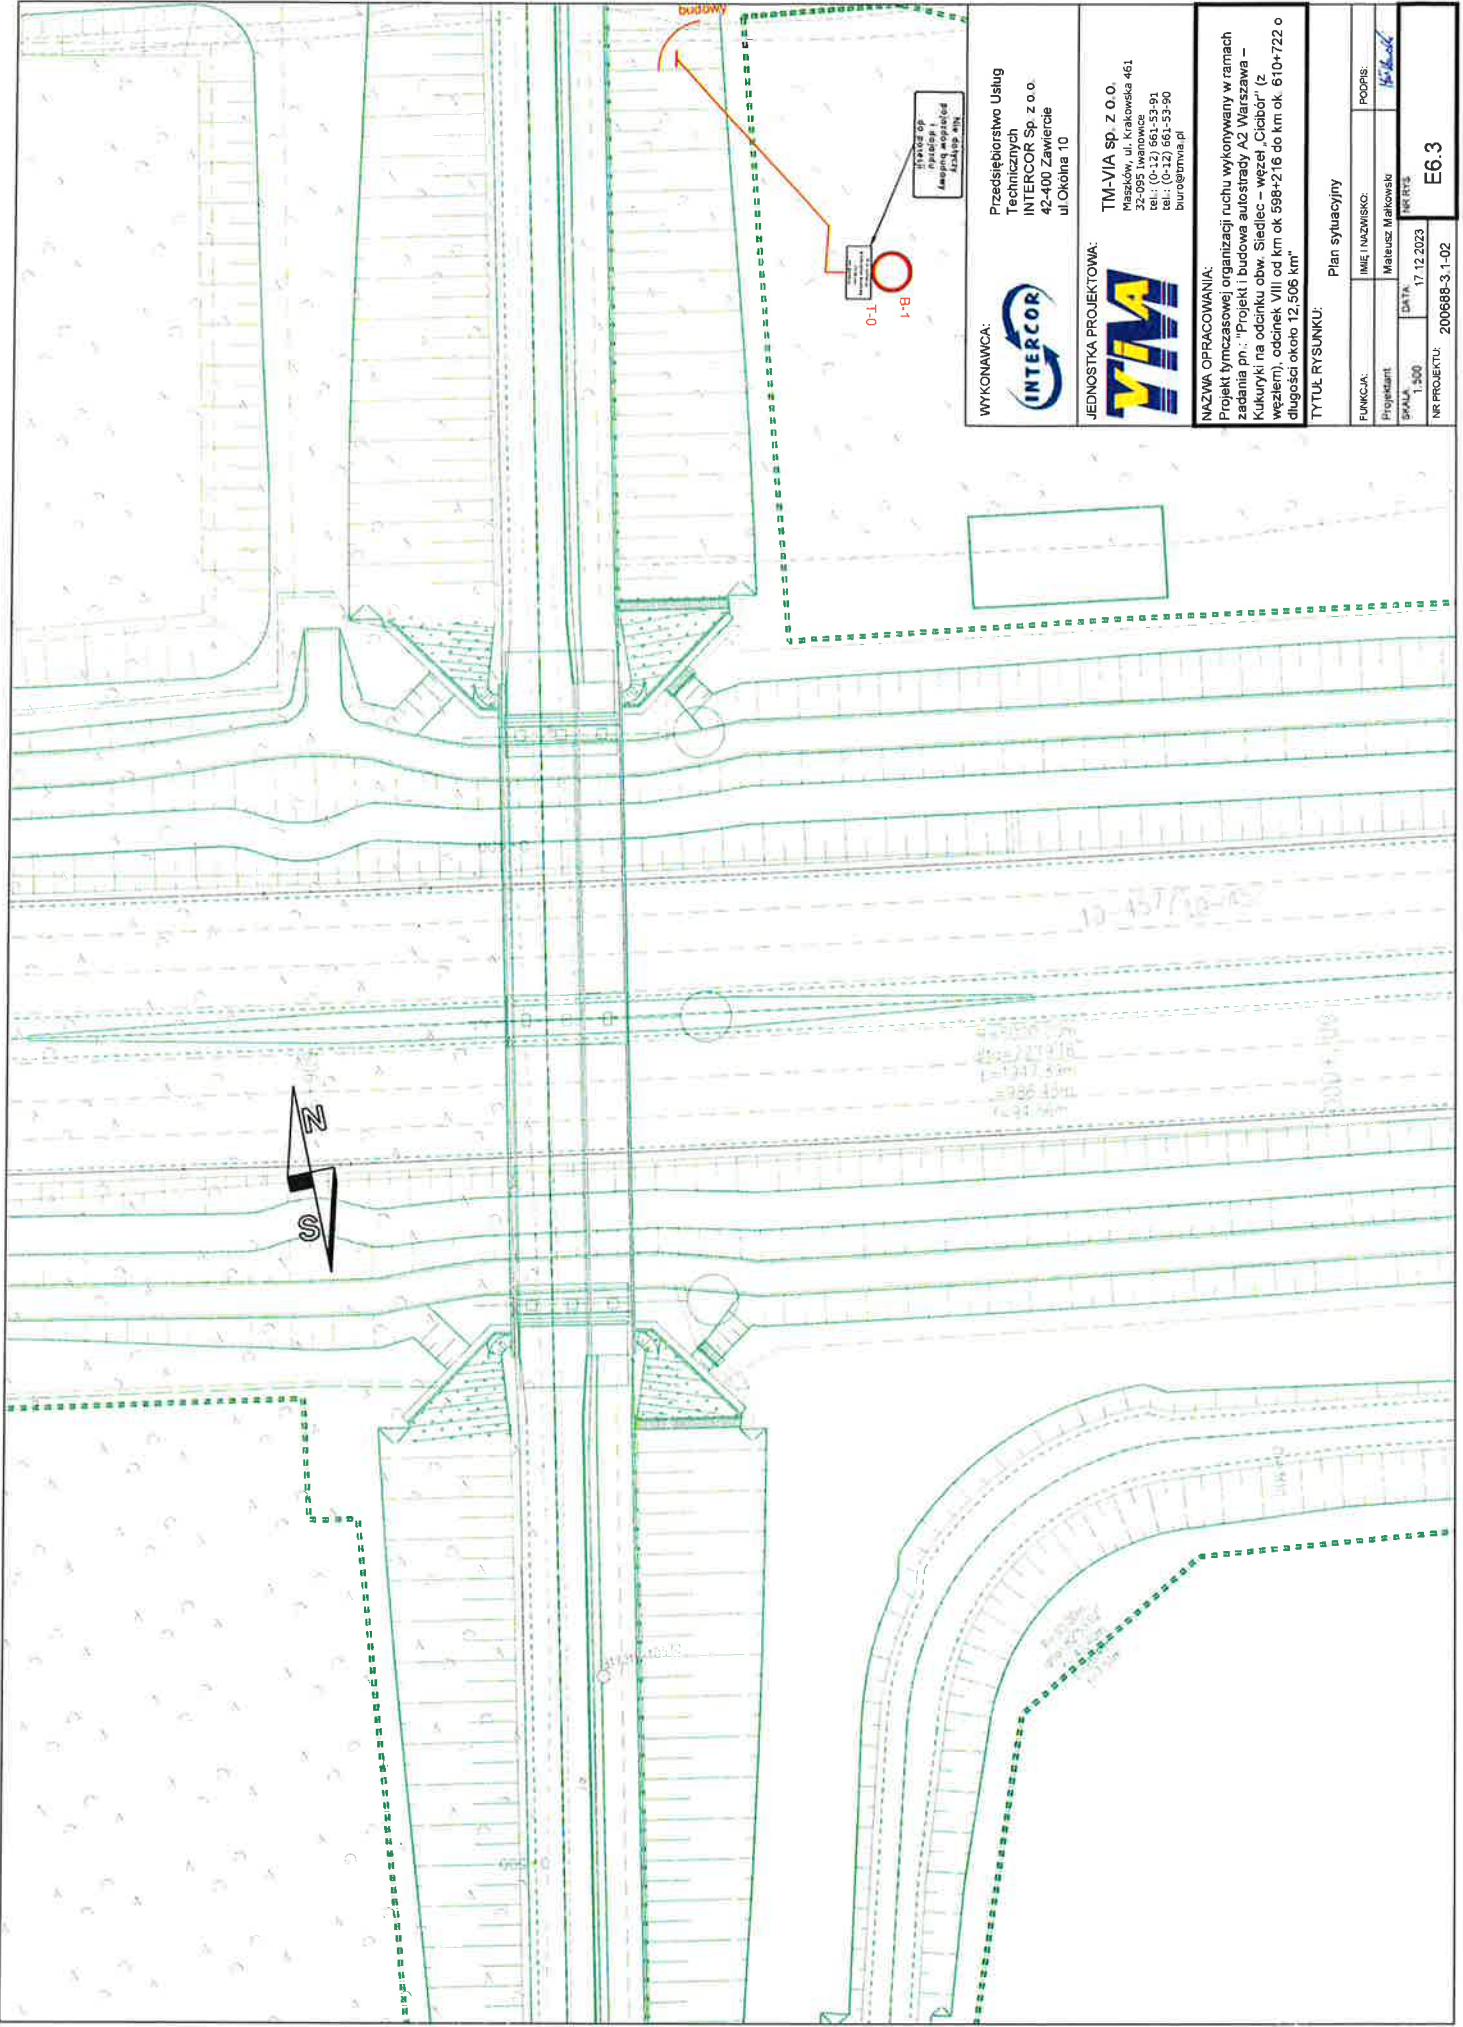 budowy
Nie dotyczy
pojazdów budowy
i dojazdu
do posesji
T-0
B-1
WYKONAWCA:
INTERCOR
Przedsiębiorstwo Usług
Technicznych
INTERCOR Sp. z o.o.
42-400 Zawiercie
ul.Okólna 10
JEDNOSTKA PROJEKTOWA:
TM-VIA sp. z o.o.
Maszków, ul. Krakowska 461
32-095 Iwanowice
tel.: (0-12) 661-53-91
tel.: (0-12) 661-53-90
biuro@tmvia.pl
NAZWA OPRACOWANIA:
Projekt tymczasowej organizacji ruchu wykonywany w ramach
zadania pn.: "Projekt i budowa autostrady A2 Warszawa –
Kukuryki na odcinku obw. Siedlec – węzeł „Cicibór" (z
węzłem), odcinek VIII od km ok 598+216 do km ok. 610+722 o
długości około 12,506 km"
TYTUŁ RYSUNKU:
Plan sytuacyjny
FUNKCJA:
IMIĘ I NAZWISKO:
PODPIS:
Projektant
Mateusz Małkowski
SKALA
1:500
DATA:
17.12.2023
NR RYS
E6.3
NR PROJEKTU:
200688-3.1-02
N
S